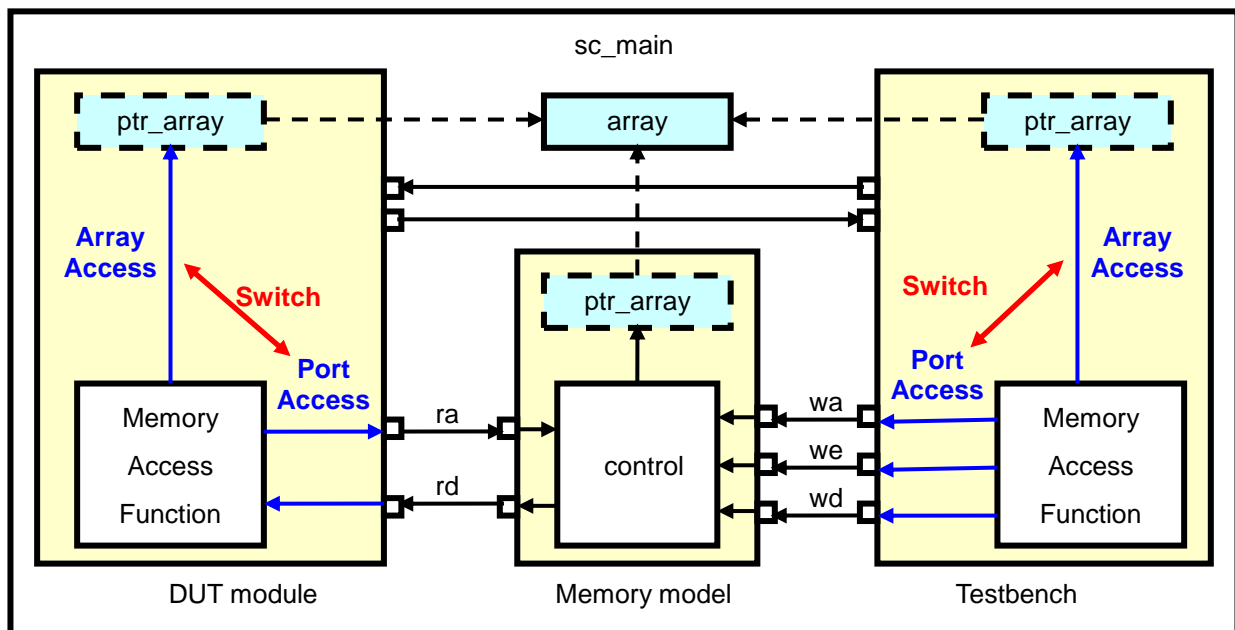 sc_main
ptr_array
array
ptr_array
Array
Access
Switch
Port
Access
Memory
Access
Function
ra
rd
ptr_array
control
wa
we
wd
Array
Access
Switch
Port
Access
Memory
Access
Function
DUT module
Memory model
Testbench